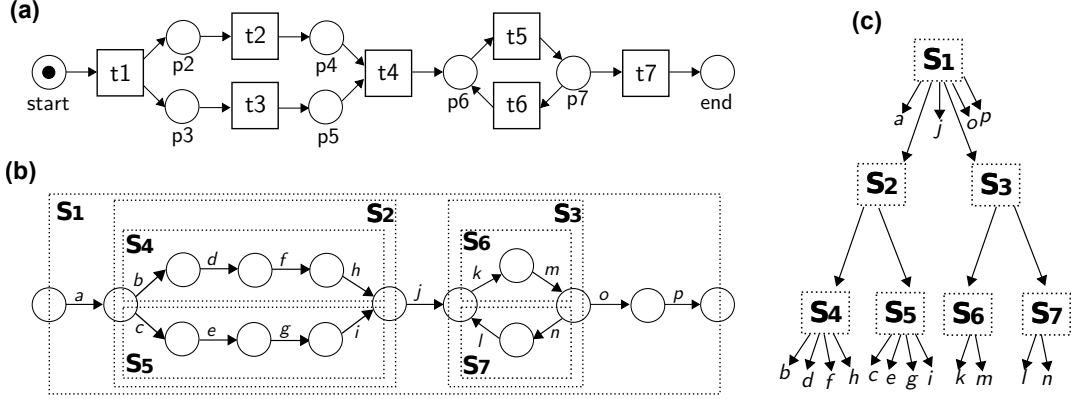 (a)
t1
t2
t3
t4
t5
t6
t7
start
p2
p3
p4
p5
p6
p7
end
(b)
S1
S2
S3
S4
S5
S6
S7
a
b
c
d
e
f
g
h
i
j
k
l
m
n
o
p
(c)
S1
a
j
o
p
S2
S3
S4
S5
S6
S7
b
d
f
h
c
e
g
i
k
m
l
n